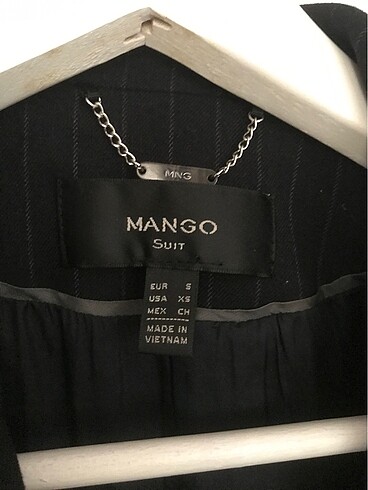 MNG
MANGO
SUIT
EUR S
USA XS
MEX CH
MADE IN
VIETNAM